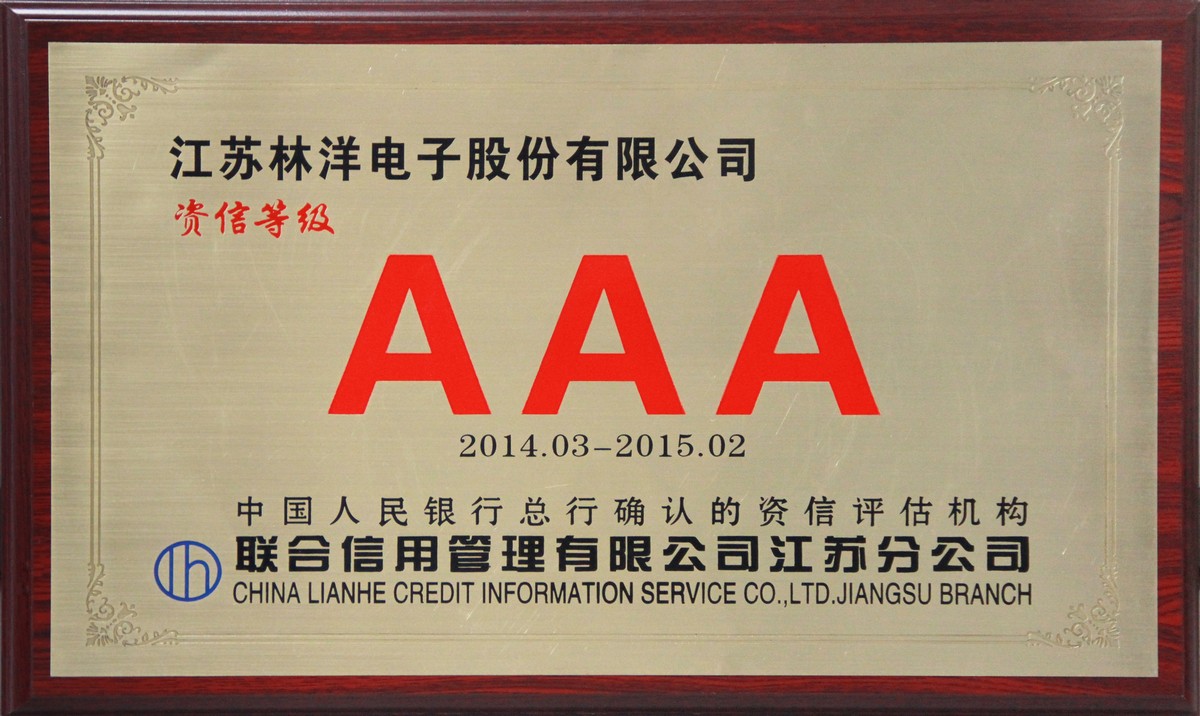 江苏林洋电子股份有限公司
资信等级
AAA
2014.03-2015.02
中国人民银行总行确认的资信评估机构
联合信用管理有限公司江苏分公司
CHINA LIANHE CREDIT INFORMATION SERVICE CO.,LTD.JIANGSU BRANCH